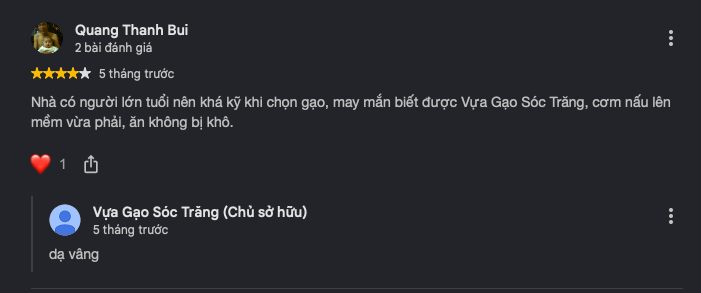 Quang Thanh Bui
2 bài đánh giá
5 tháng trước
Nhà có người lớn tuổi nên khá kỹ khi chọn gạo, may mắn biết được Vựa Gạo Sóc Trăng, cơm nấu lên
mềm vừa phải, ăn không bị khô.
1
Vựa Gạo Sóc Trăng (Chủ sở hữu)
5 tháng trước
dạ vâng